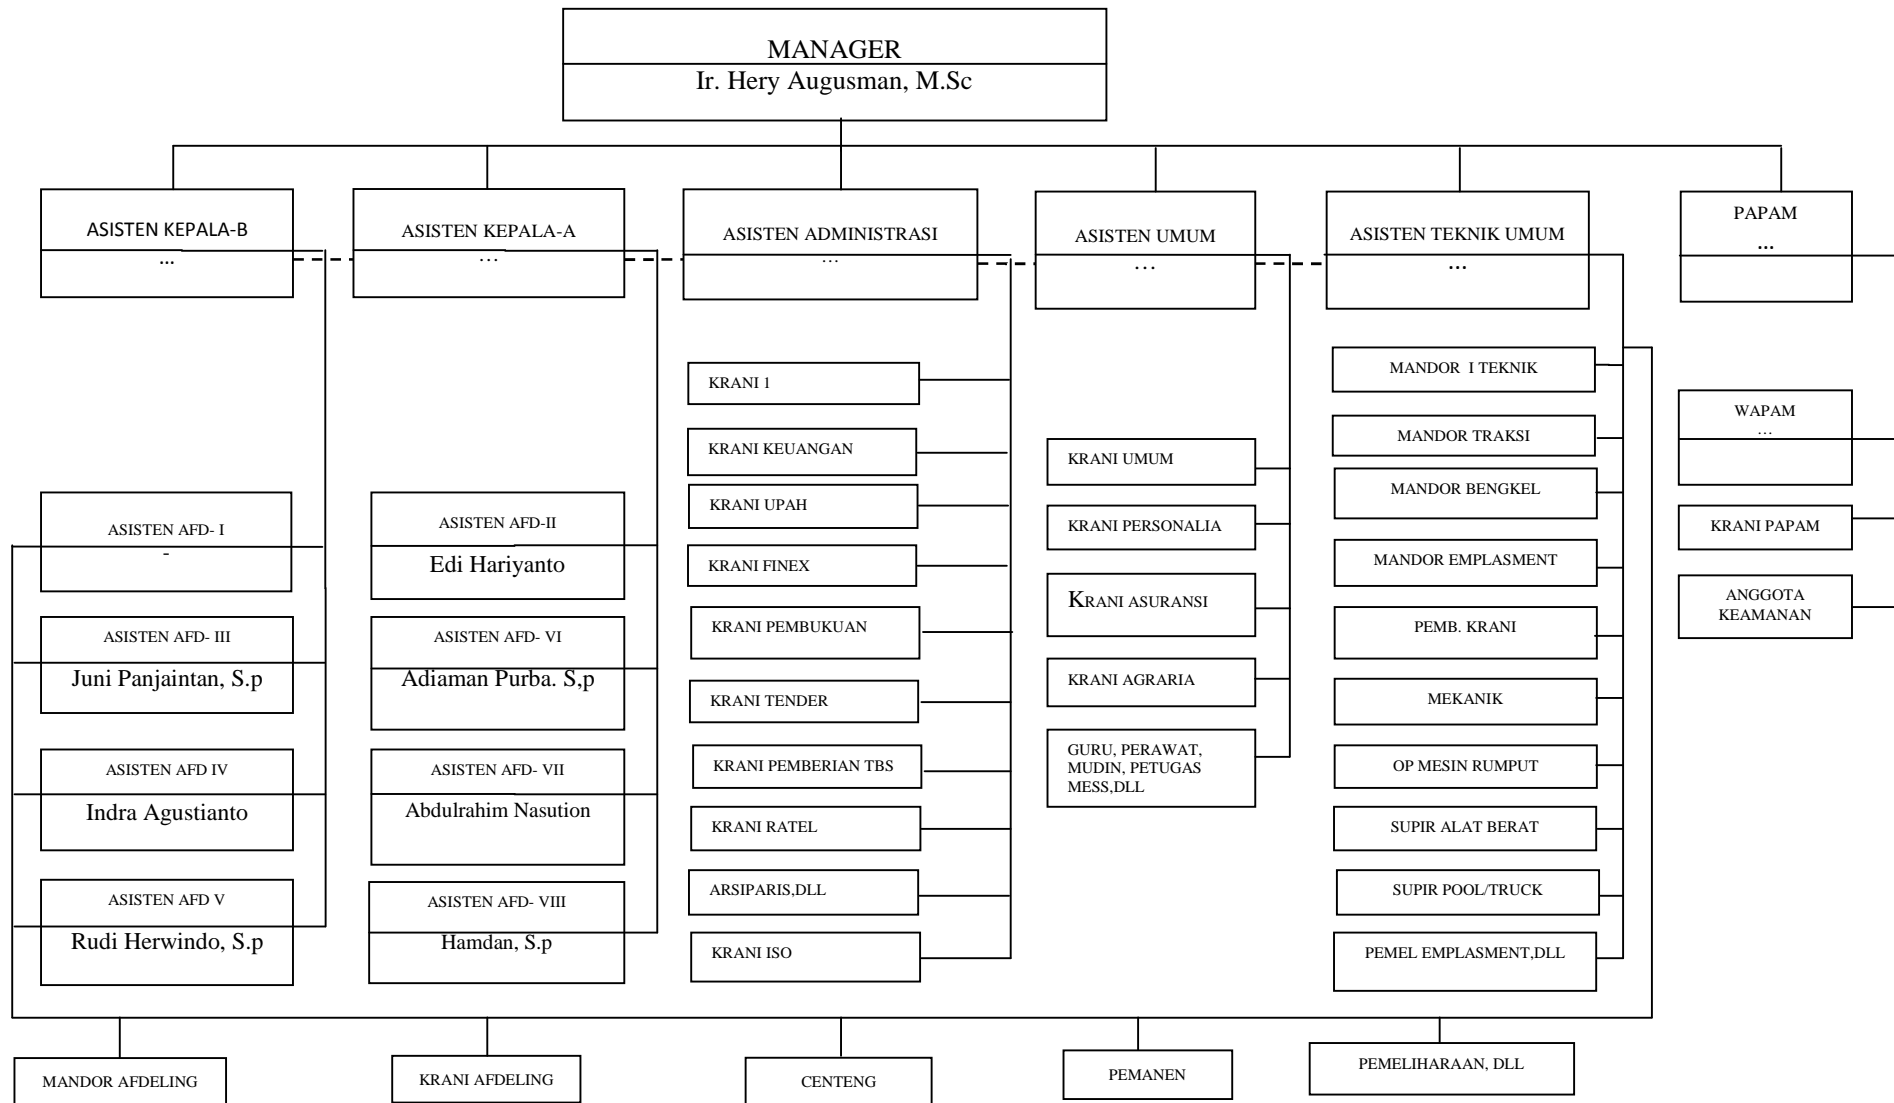 MANAGER
Ir. Hery Augusman, M.Sc
ASISTEN KEPALA-B
...
ASISTEN KEPALA-A
...
ASISTEN ADMINISTRASI
...
ASISTEN UMUM
...
ASISTEN TEKNIK UMUM
...
PAPAM
...
ASISTEN AFD- I
-
ASISTEN AFD- III
Juni Panjaintan, S.p
ASISTEN AFD IV
Indra Agustianto
ASISTEN AFD V
Rudi Herwindo, S.p
ASISTEN AFD-II
Edi Hariyanto
ASISTEN AFD- VI
Adiaman Purba. S,p
ASISTEN AFD- VII
Abdulrahim Nasution
ASISTEN AFD- VIII
Hamdan, S.p
KRANI 1
KRANI KEUANGAN
KRANI UPAH
KRANI FINEX
KRANI PEMBUKUAN
KRANI TENDER
KRANI PEMBERIAN TBS
KRANI RATEL
ARSIPARIS,DLL
KRANI ISO
KRANI UMUM
KRANI PERSONALIA
KRANI ASURANSI
KRANI AGRARIA
GURU, PERAWAT,
MUDIN, PETUGAS
MESS,DLL
MANDOR I TEKNIK
MANDOR TRAKSI
MANDOR BENGKEL
MANDOR EMPLASMENT
PEMB. KRANI
MEKANIK
OP MESIN RUMPUT
SUPIR ALAT BERAT
SUPIR POOL/TRUCK
PEMEL EMPLASMENT,DLL
WAPAM
...
KRANI PAPAM
ANGGOTA
KEAMANAN
MANDOR AFDELING
KRANI AFDELING
CENTENG
PEMANEN
PEMELIHARAAN, DLL